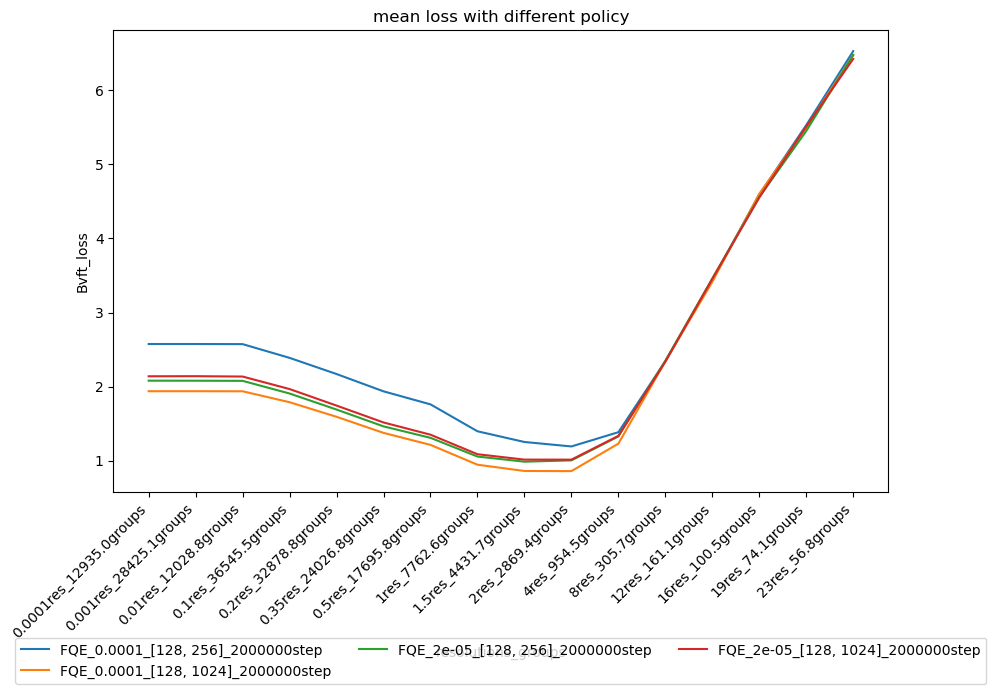 mean loss with different policy
Bvft_loss
6
5
4
3
2
1
0.0001res_12935.0groups
0.001res_28425.1groups
0.01res_12028.8groups
0.1res_36545.5groups
0.2res_32878.8groups
0.35res_24026.8groups
0.5res_17695.8groups
1res_7762.6groups
1.5res_4431.7groups
2res_2869.4groups
4res_954.5groups
8res_305.7groups
12res_161.1groups
16res_100.5groups
19res_74.1groups
23res_56.8groups
FQE_0.0001_[128, 256]_2000000step
FQE_0.0001_[128, 1024]_2000000step
FQE_2e-05_[128, 256]_2000000step
FQE_2e-05_[128, 1024]_2000000step